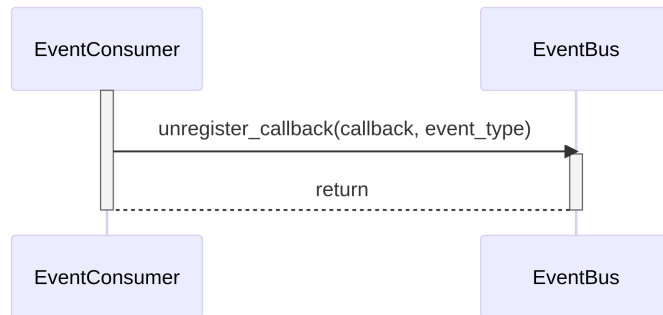 EventConsumer
EventBus
unregister_callback(callback, event_type)
return
EventConsumer
EventBus